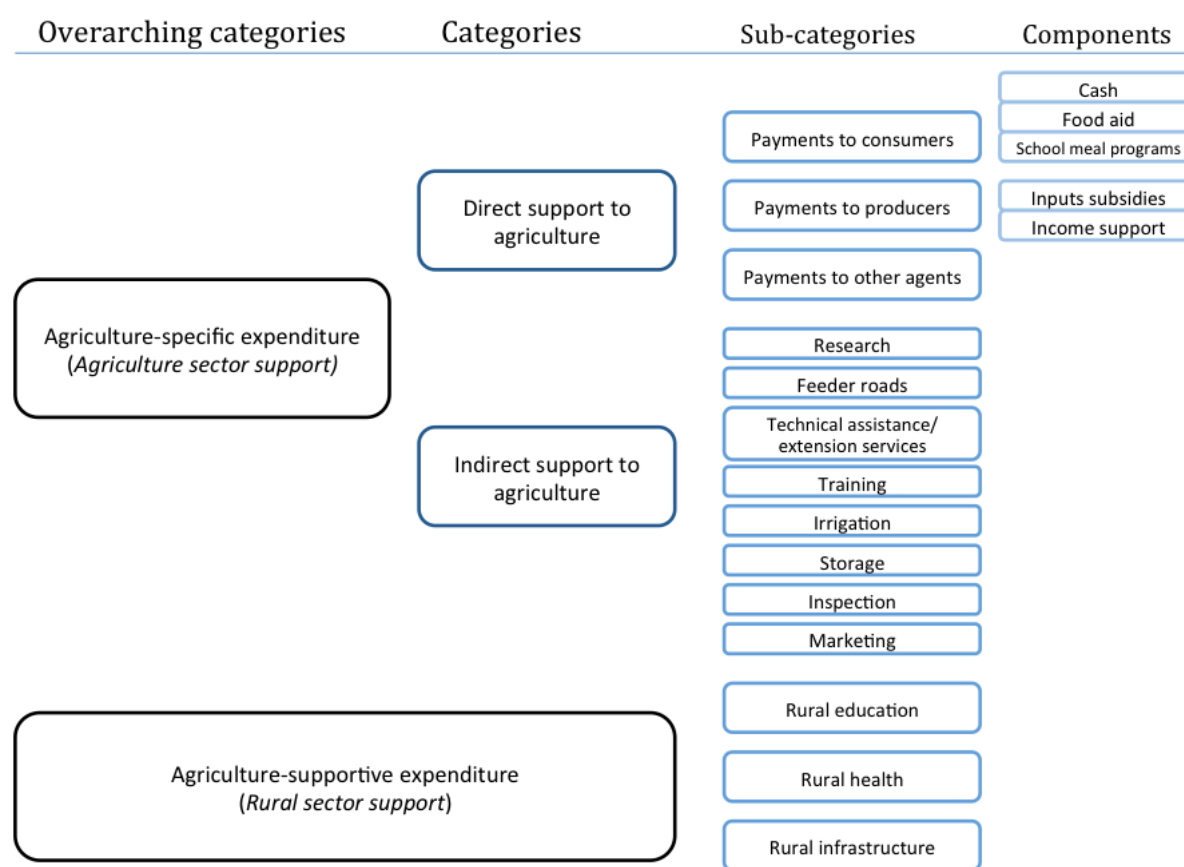 Overarching categories
Categories
Sub-categories
Components
Cash
Food aid
School meal programs
Payments to consumers
Inputs subsidies
Income support
Payments to producers
Payments to other agents
Direct support to
agriculture
Agriculture-specific expenditure
(Agriculture sector support)
Research
Feeder roads
Technical assistance/
extension services
Training
Irrigation
Storage
Inspection
Marketing
Indirect support to
agriculture
Rural education
Rural health
Rural infrastructure
Agriculture-supportive expenditure
(Rural sector support)